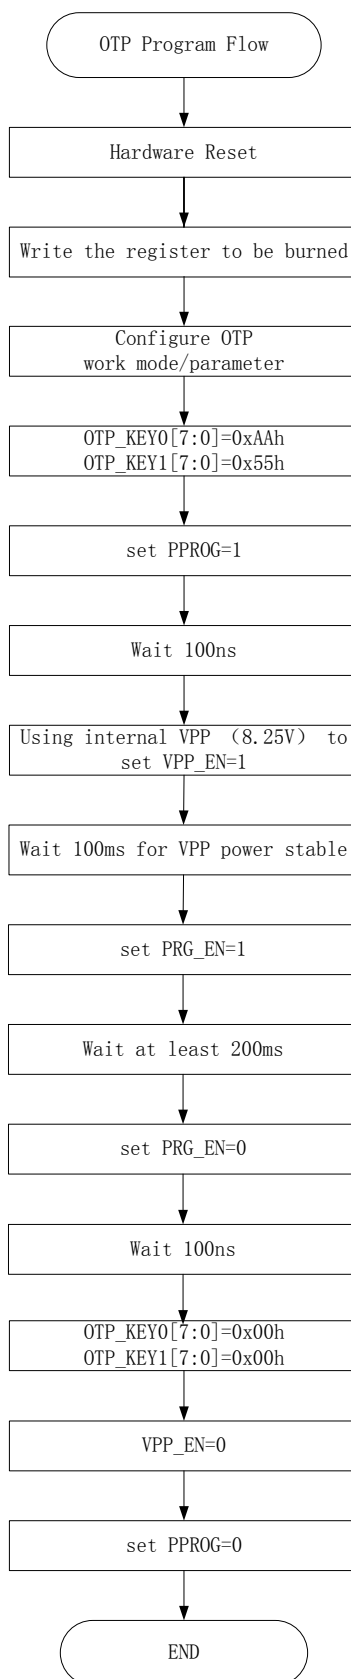 OTP Program Flow
Hardware Reset
Write the register to be burned
Configure OTP
work mode/parameter
OTP_KEY0[7:0]=0xAAh
OTP_KEY1[7:0]=0x55h
set PPROG=1
Wait 100ns
Using internal VPP （8.25V） to
set VPP_EN=1
Wait 100ms for VPP power stable
set PRG_EN=1
Wait at least 200ms
set PRG_EN=0
Wait 100ns
OTP_KEY0[7:0]=0x00h
OTP_KEY1[7:0]=0x00h
VPP_EN=0
set PPROG=0
END